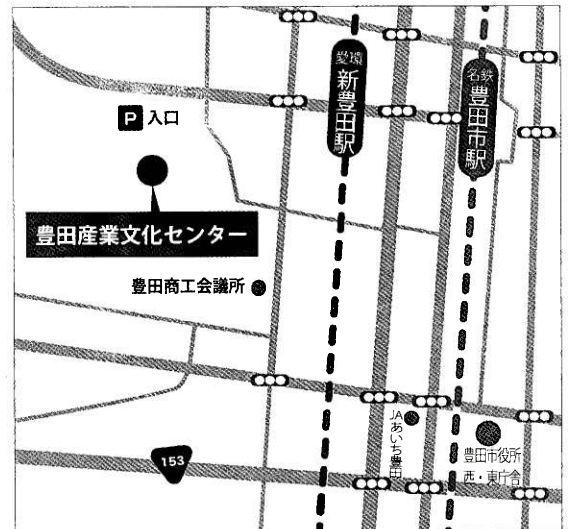 愛環
新豊田駅
名鉄
豊田市駅
P 入口
豊田産業文化センター
豊田商工会議所
JAあいち豊田
豊田市役所
西・東庁舎
153